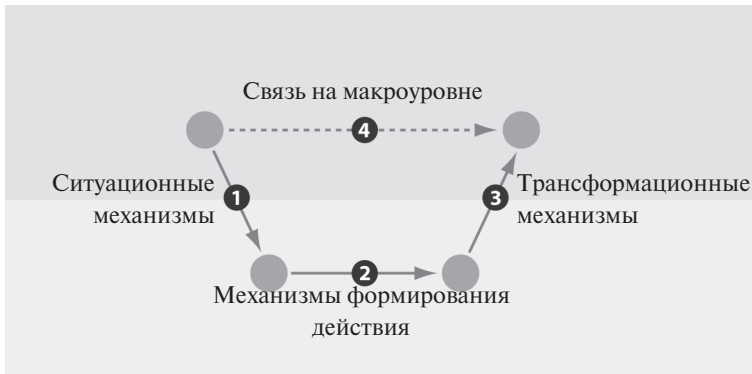 Связь на макроуровне
4
Ситуационные
механизмы
1
3
Трансформационные
механизмы
2
Механизмы формирования
действия